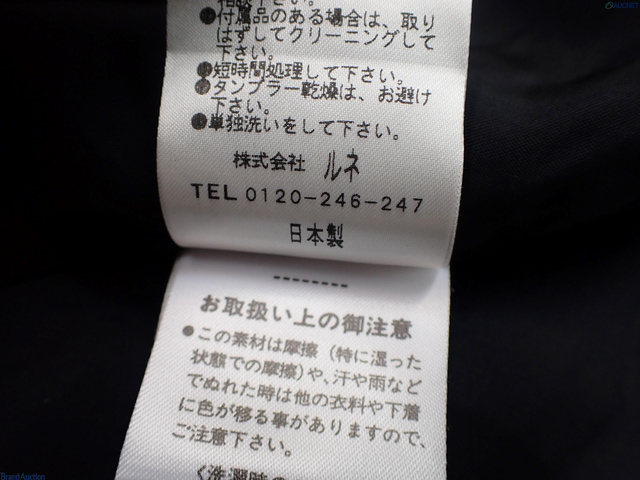 相談下さい。
●付属品のある場合は、取り
はずしてクリーニングして
下さい。
●短時間処理して下さい。
●タンブラー乾燥は、お避け
下さい。
●単独洗いをして下さい。
株式会社 ルネ
TEL 0120-246-247
日本製
--------
お取扱い上の御注意
●この素材は摩擦(特に湿った
状態での摩擦)や、汗や雨など
でぬれた時は他の衣料や下着
に色が移る事がありますので、
ご注意下さい。
Brand Auction